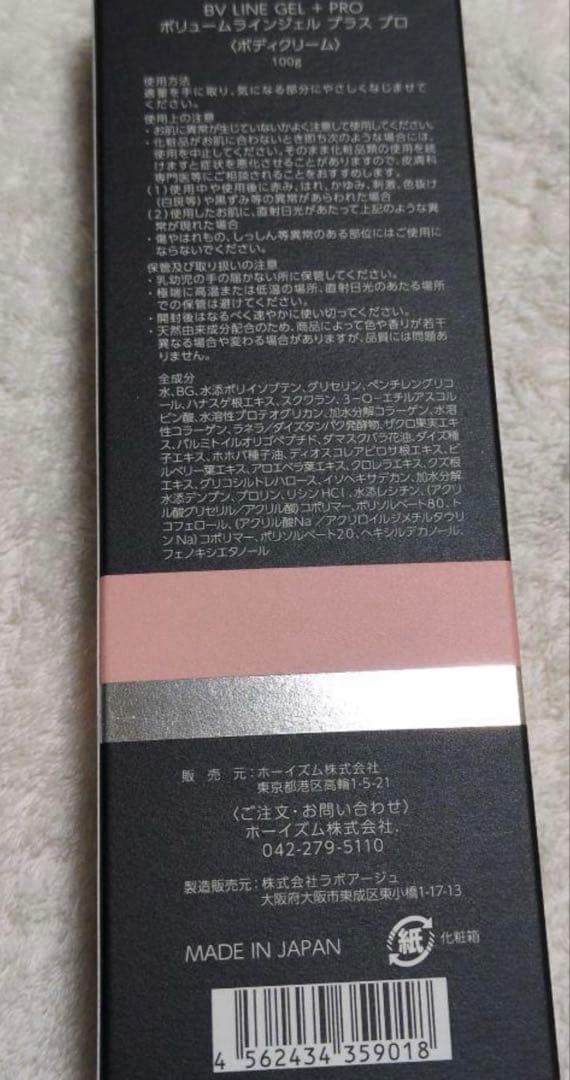 BV LINE GEL + PRO
ボリュームラインジェル プラス プロ
〈ボディクリーム〉
100g
使用方法
適量を手に取り、気になる部分にやさしくなじませて
ください。
使用上の注意
・お肌に異常が生じていないかよく注意して使用してください。
・化粧品がお肌に合わないとき即ち次のような場合には、
使用を中止してください。そのまま化粧品類の使用を続
けますと症状を悪化させることがありますので、皮膚科
専門医等にご相談されることをおすすめします。
(1)使用中や使用後に赤み、はれ、かゆみ、刺激、色抜け
(白斑等)や黒ずみ等の異常があらわれた場合
(2)使用したお肌に、直射日光があたって上記のような異
常が現れた場合
・傷やはれもの、しっしん等異常のある部位にはご使用に
ならないでください。
保管及び取り扱いの注意
・乳幼児の手の届かない所に保管してください。
・極端に高温または低温の場所、直射日光のあたる場所
での保管は避けてください。
・開封後はなるべく速やかに使い切ってください。
・天然由来成分配合のため、商品によって色や香りが若干
異なる場合や変わる場合がありますが、品質には問題あ
りません。
全成分
水、BG、水添ポリイソブテン、グリセリン、ペンチレングリコ
ール、ハナスゲ根エキス、スクワラン、3-O-エチルアスコル
ビン酸、水溶性プロテオグリカン、加水分解コラーゲン、水溶
性コラーゲン、ラネラ/ダイズタンパク発酵物、ザクロ果実エキ
ス、パルミトイルオリゴペプチド、ダマスクバラ花油、ダイズ種
子エキス、ホホバ種子油、ディオスコレアビロサ根エキス、ビ
ルベリー葉エキス、アロエベラ葉エキス、クロレラエキス、クズ根
エキス、グリコシルトレハロース、イソヘキサデカン、加水分解
水添デンプン、プロリン、リシンHCl、水添レシチン、(アクリ
ル酸グリセリル/アクリル酸)コポリマー、ポリソルベート80、ト
コフェロール、(アクリル酸Na/アクリロイルジメチルタウリ
ンNa)コポリマー、ポリソルベート20、ヘキシルデカノール、
フェノキシエタノール
販売元：ホーイズム株式会社
東京都港区高輪1-5-21
〈ご注文・お問い合わせ〉
ホーイズム株式会社.
042-279-5110
製造販売元：株式会社ラボアージュ
大阪府大阪市東成区東小橋1-17-13
MADE IN JAPAN
紙 化粧箱
4 562434 359018